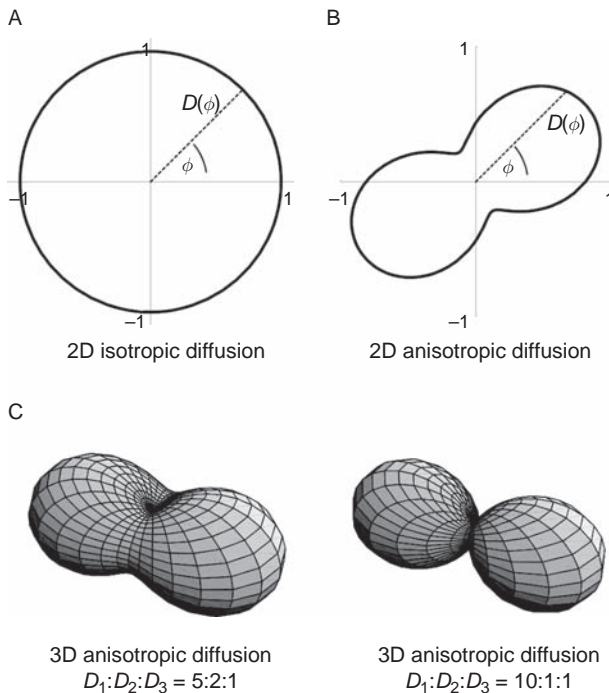 A
B
1
1
D(ϕ)
D(ϕ)
ϕ
ϕ
−1
1
−1
1
−1
−1
2D isotropic diffusion
2D anisotropic diffusion
C
3D anisotropic diffusion
D₁:D₂:D₃ = 5:2:1
3D anisotropic diffusion
D₁:D₂:D₃ = 10:1:1